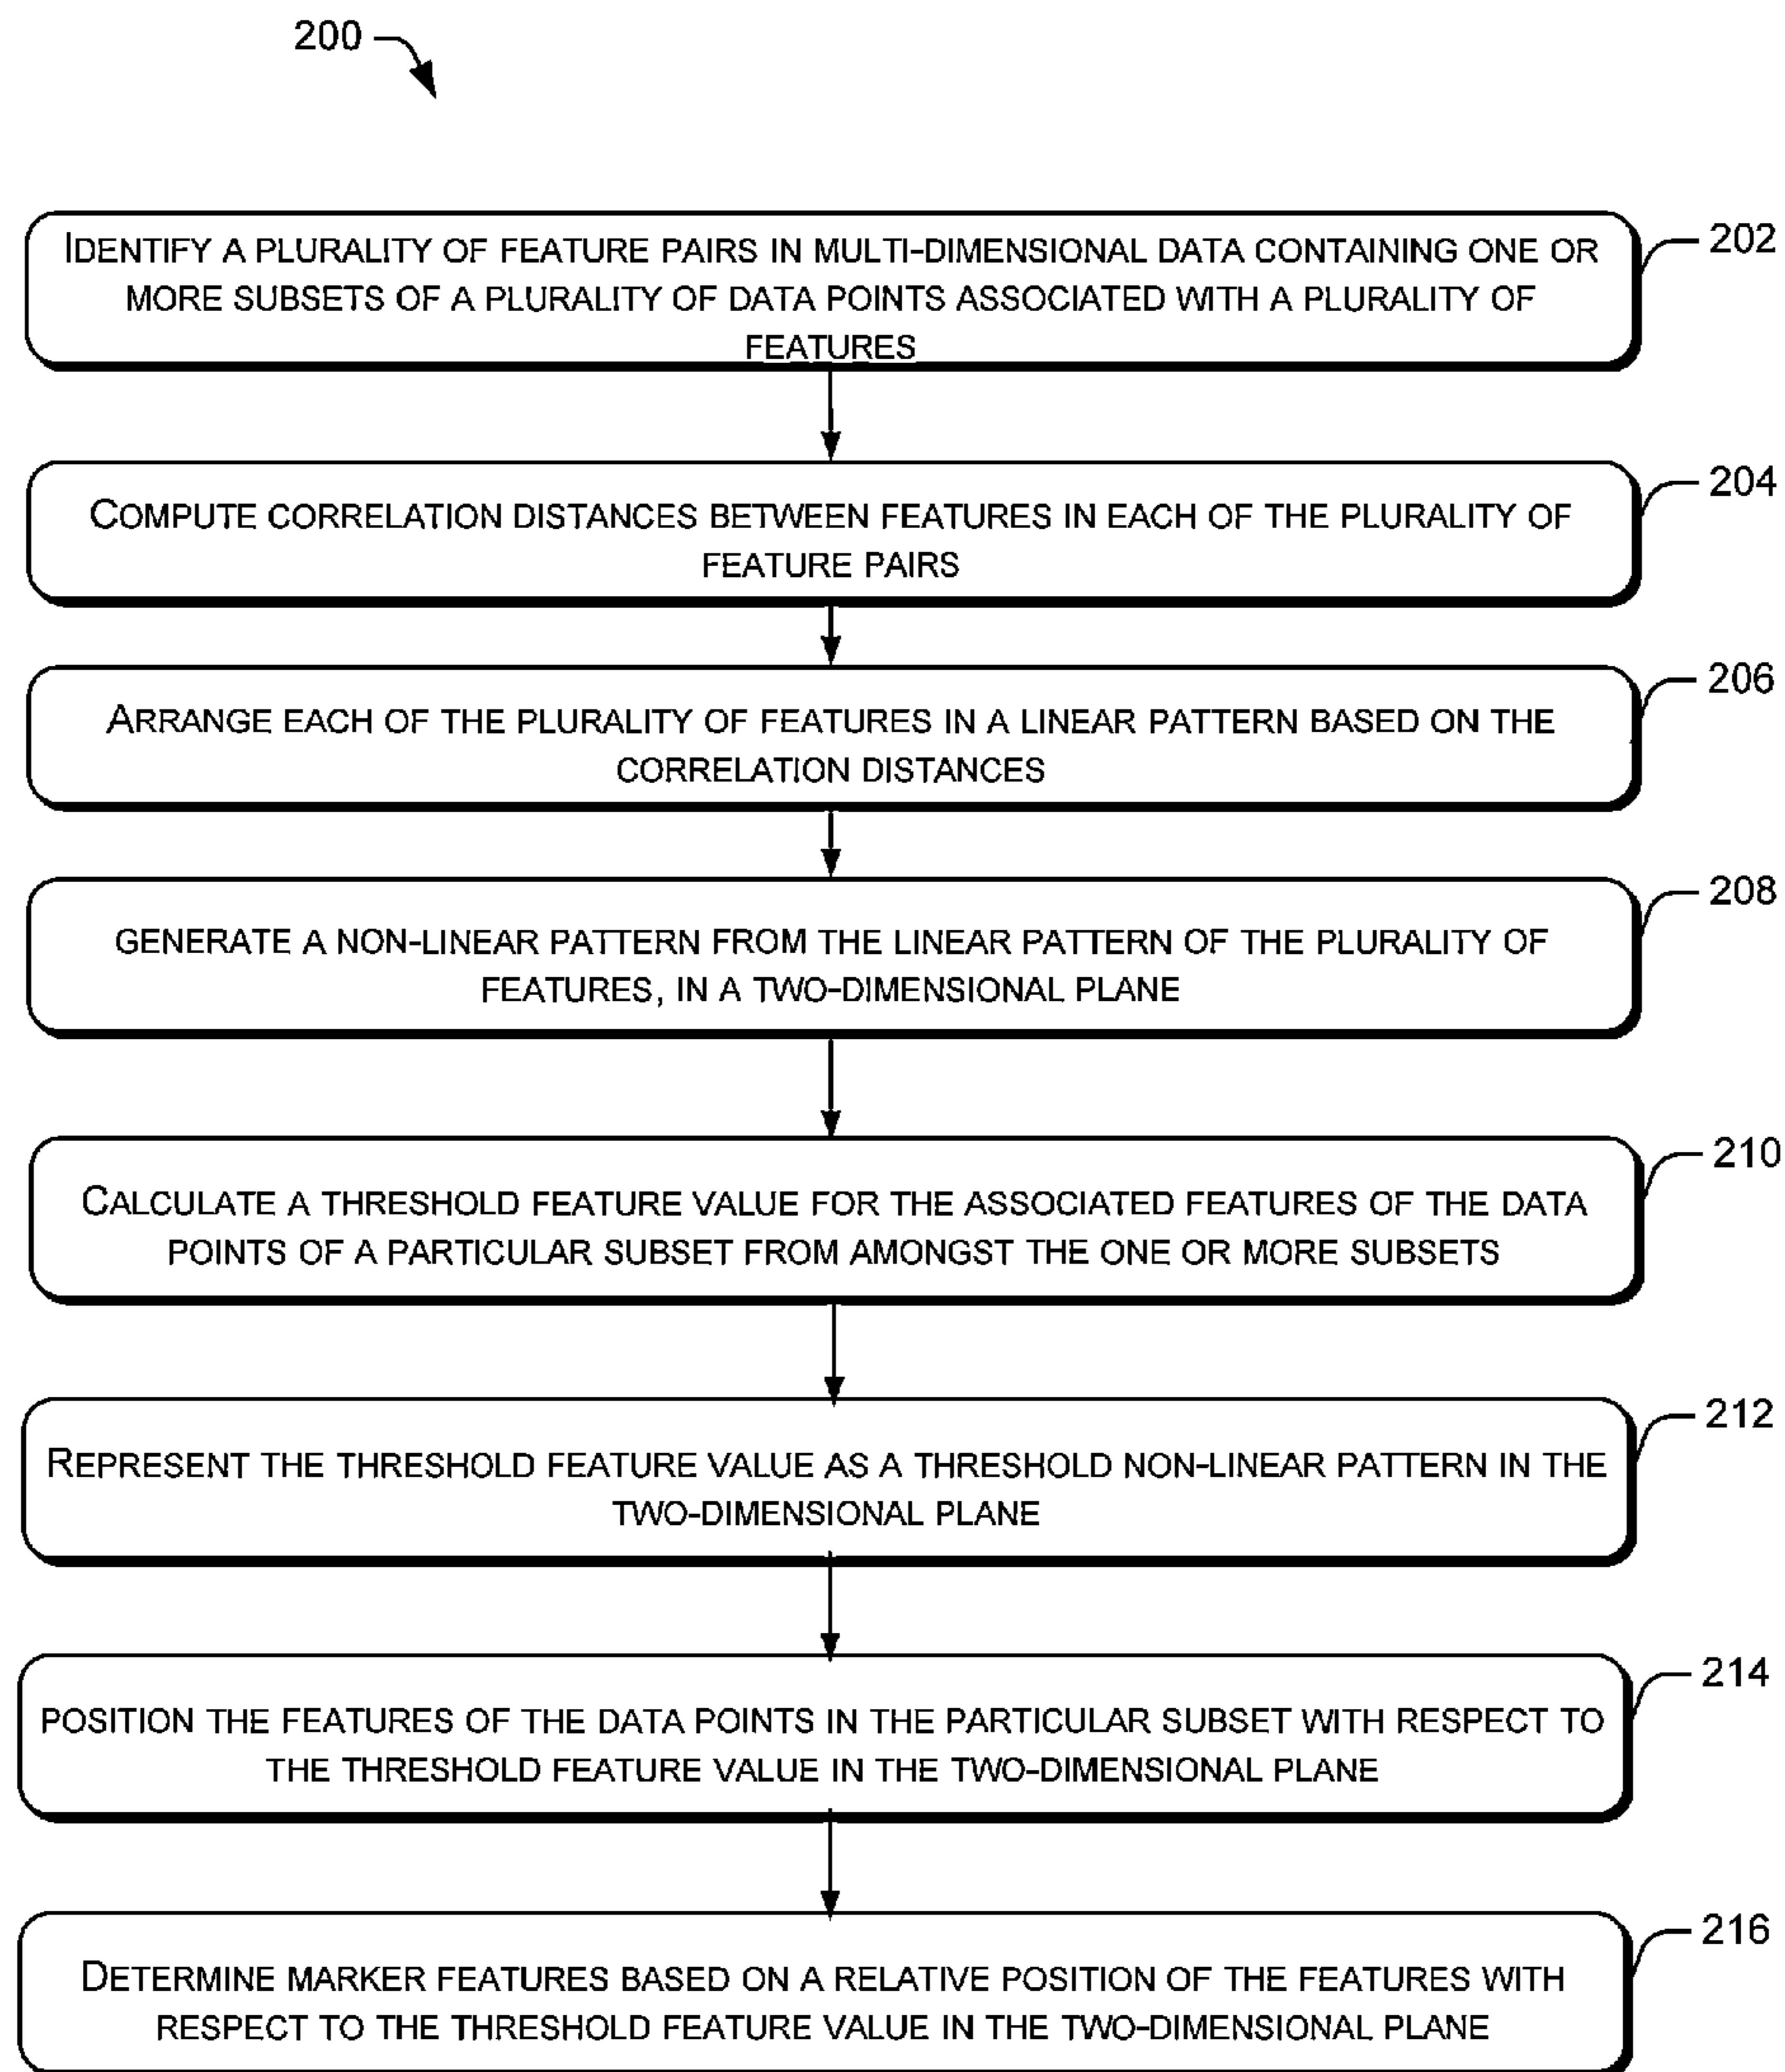 200
IDENTIFY A PLURALITY OF FEATURE PAIRS IN MULTI-DIMENSIONAL DATA CONTAINING ONE OR
MORE SUBSETS OF A PLURALITY OF DATA POINTS ASSOCIATED WITH A PLURALITY OF
FEATURES
202
COMPUTE CORRELATION DISTANCES BETWEEN FEATURES IN EACH OF THE PLURALITY OF
FEATURE PAIRS
204
ARRANGE EACH OF THE PLURALITY OF FEATURES IN A LINEAR PATTERN BASED ON THE
CORRELATION DISTANCES
206
GENERATE A NON-LINEAR PATTERN FROM THE LINEAR PATTERN OF THE PLURALITY OF
FEATURES, IN A TWO-DIMENSIONAL PLANE
208
CALCULATE A THRESHOLD FEATURE VALUE FOR THE ASSOCIATED FEATURES OF THE DATA
POINTS OF A PARTICULAR SUBSET FROM AMONGST THE ONE OR MORE SUBSETS
210
REPRESENT THE THRESHOLD FEATURE VALUE AS A THRESHOLD NON-LINEAR PATTERN IN THE
TWO-DIMENSIONAL PLANE
212
POSITION THE FEATURES OF THE DATA POINTS IN THE PARTICULAR SUBSET WITH RESPECT TO
THE THRESHOLD FEATURE VALUE IN THE TWO-DIMENSIONAL PLANE
214
DETERMINE MARKER FEATURES BASED ON A RELATIVE POSITION OF THE FEATURES WITH
RESPECT TO THE THRESHOLD FEATURE VALUE IN THE TWO-DIMENSIONAL PLANE
216